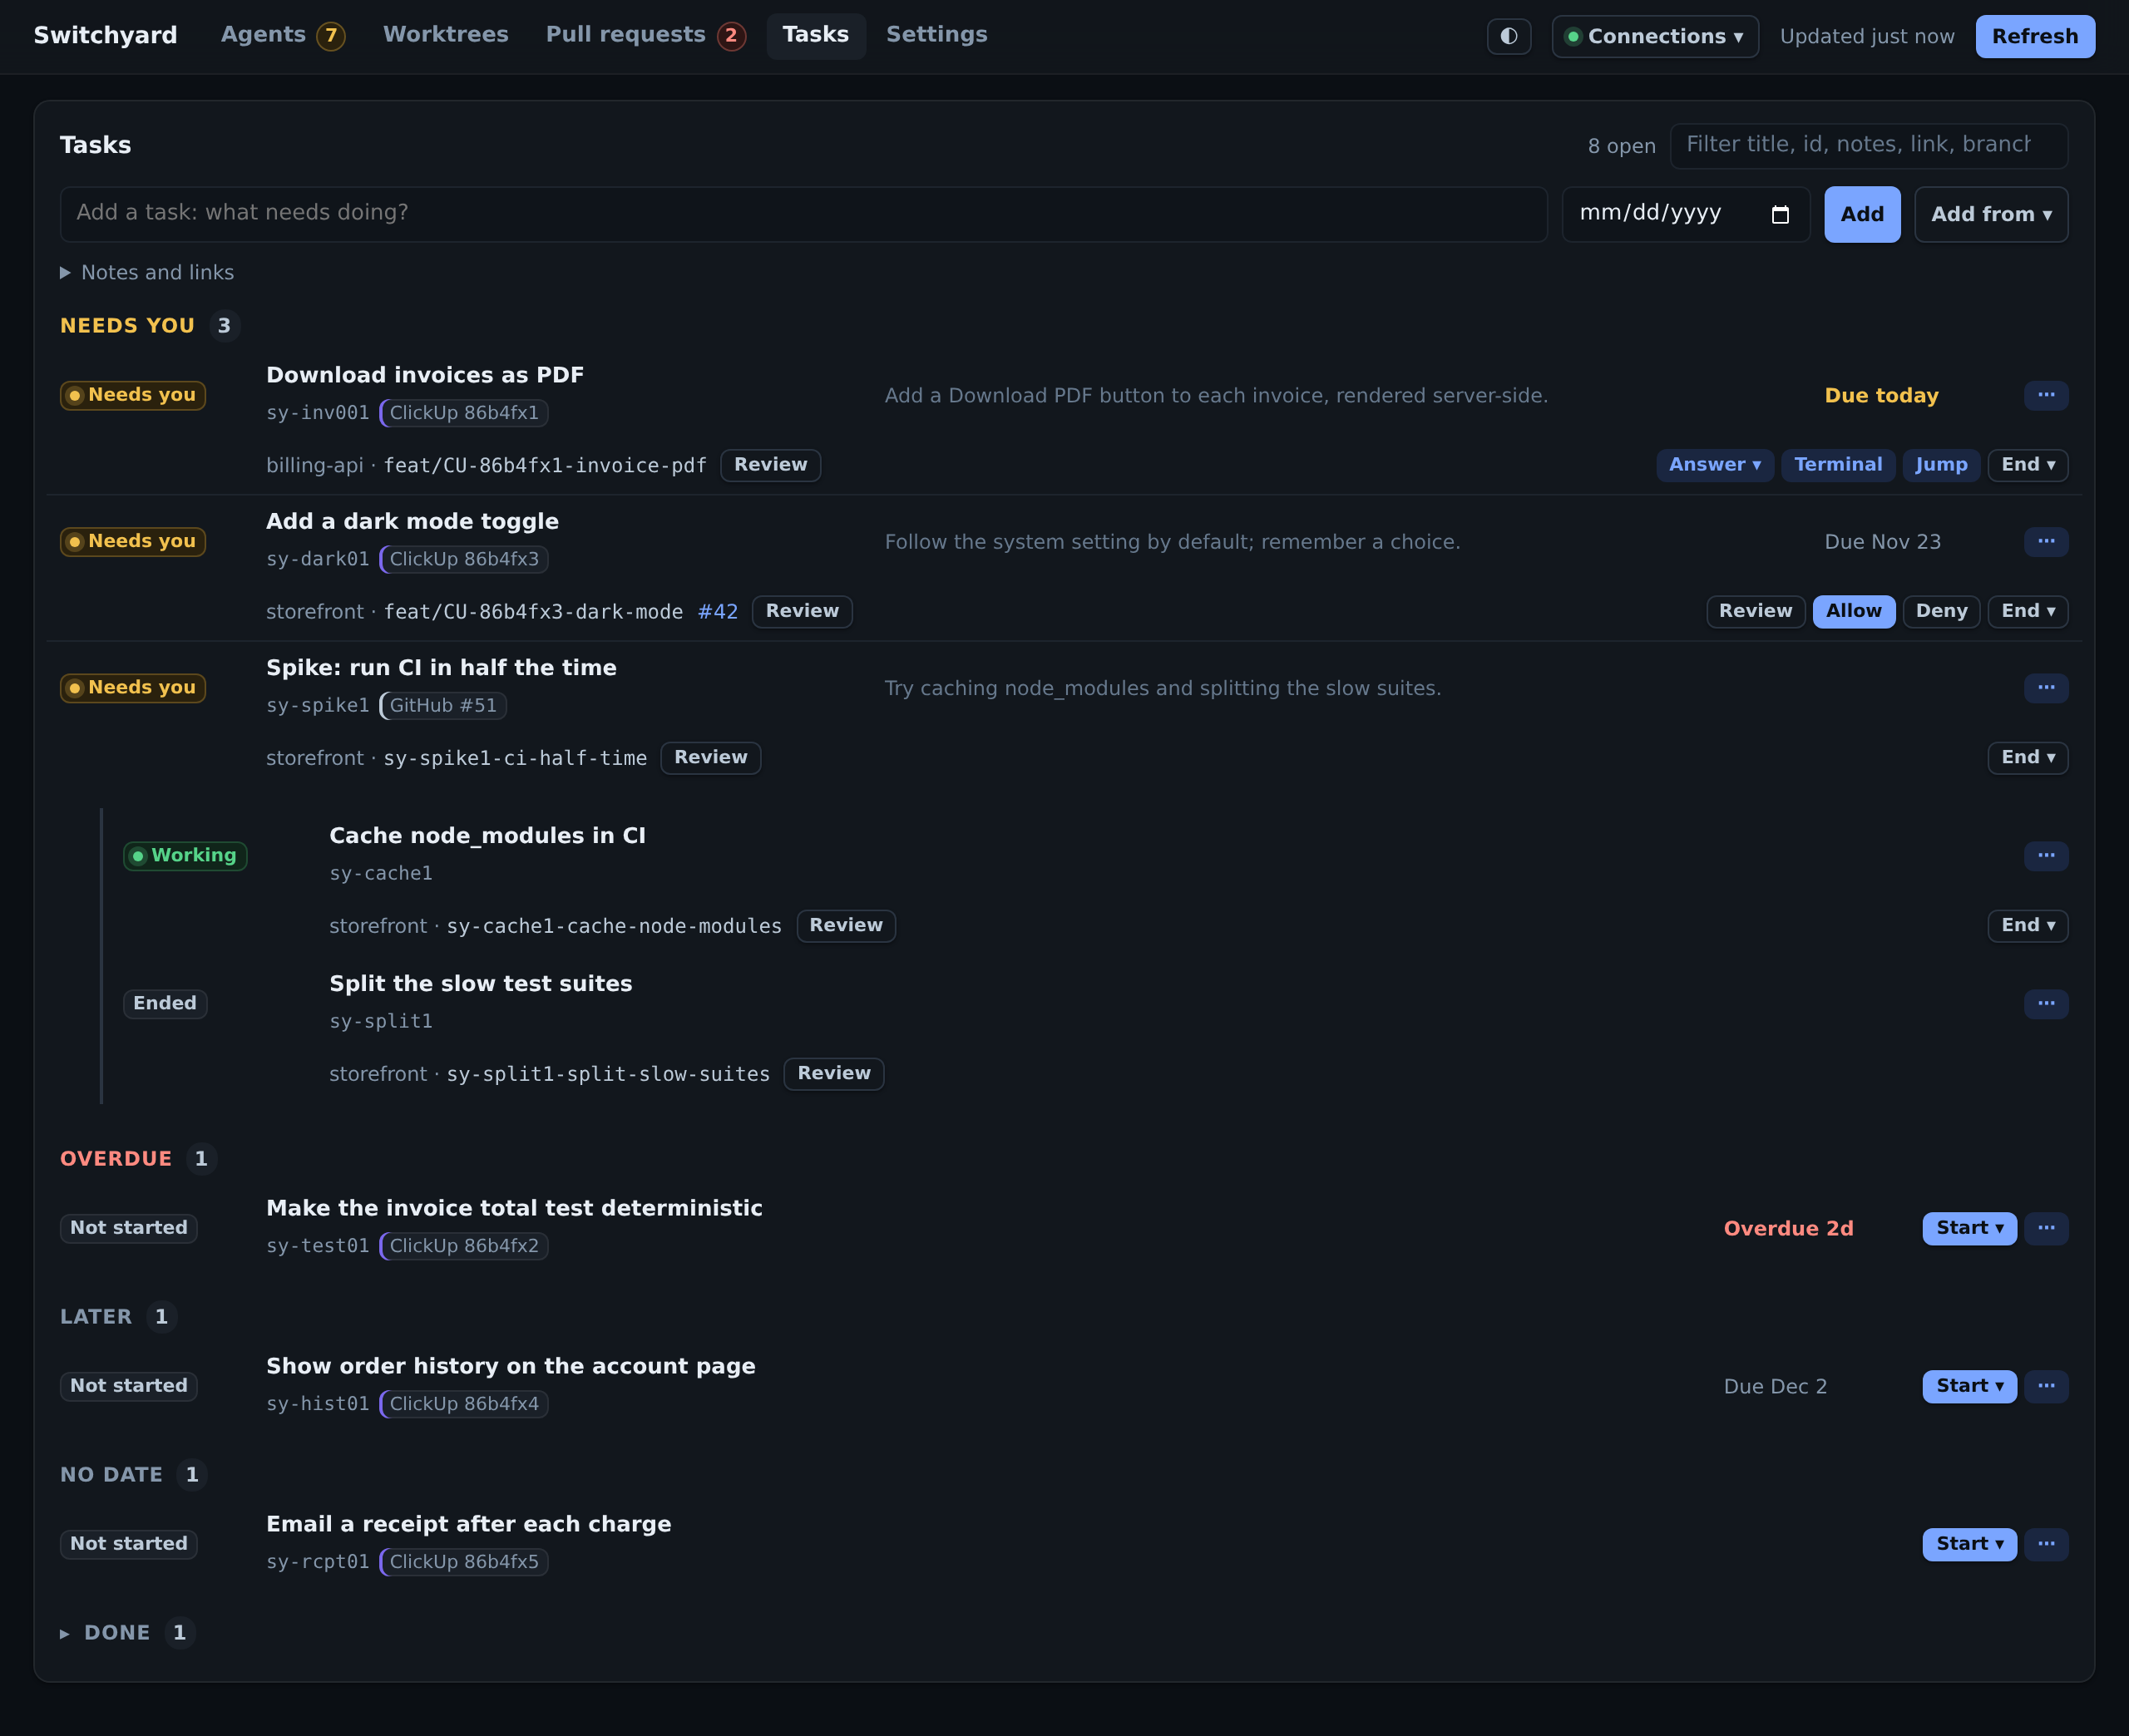 Switchyard Agents 7 Worktrees Pull requests 2 Tasks Settings Connections ▾ Updated just now Refresh
Tasks 8 open Filter title, id, notes, link, branch
Add a task: what needs doing? mm/dd/yyyy Add Add from ▾
▶ Notes and links
NEEDS YOU 3
Needs you Download invoices as PDF Add a Download PDF button to each invoice, rendered server-side. Due today ···
sy-inv001 ClickUp 86b4fx1
billing-api · feat/CU-86b4fx1-invoice-pdf Review Answer ▾ Terminal Jump End ▾
Needs you Add a dark mode toggle Follow the system setting by default; remember a choice. Due Nov 23 ···
sy-dark01 ClickUp 86b4fx3
storefront · feat/CU-86b4fx3-dark-mode #42 Review Review Allow Deny End ▾
Needs you Spike: run CI in half the time Try caching node_modules and splitting the slow suites. ···
sy-spike1 GitHub #51
storefront · sy-spike1-ci-half-time Review End ▾
Working Cache node_modules in CI ···
sy-cache1
storefront · sy-cache1-cache-node-modules Review End ▾
Ended Split the slow test suites ···
sy-split1
storefront · sy-split1-split-slow-suites Review
OVERDUE 1
Not started Make the invoice total test deterministic Overdue 2d Start ▾ ···
sy-test01 ClickUp 86b4fx2
LATER 1
Not started Show order history on the account page Due Dec 2 Start ▾ ···
sy-hist01 ClickUp 86b4fx4
NO DATE 1
Not started Email a receipt after each charge Start ▾ ···
sy-rcpt01 ClickUp 86b4fx5
▸ DONE 1